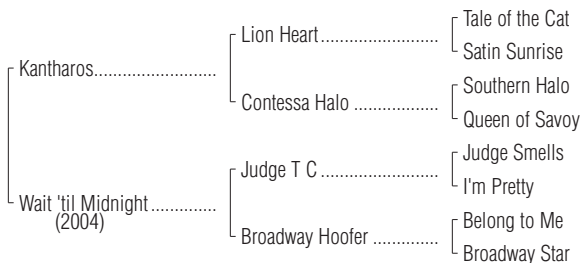 Tale of the Cat
Lion Heart
Satin Sunrise
Kantharos
Southern Halo
Contessa Halo
Queen of Savoy
Judge Smells
Judge T C
I'm Pretty
Wait 'til Midnight
(2004)
Belong to Me
Broadway Hoofer
Broadway Star